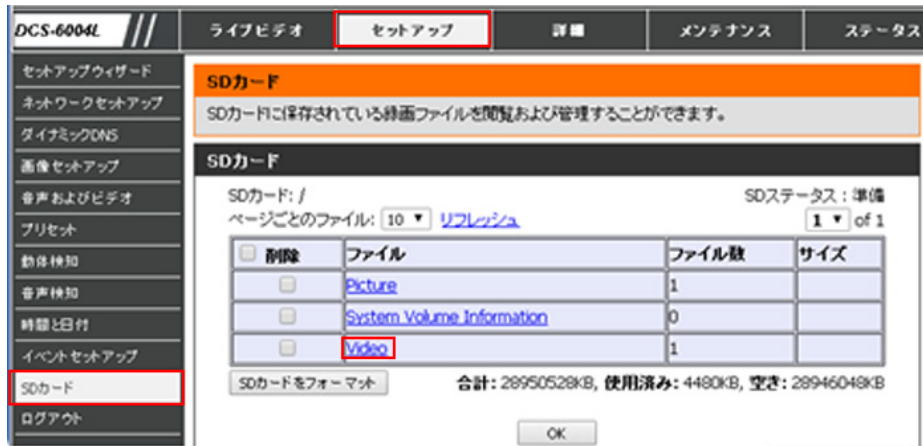 DCS-6004L
ライブビデオ セットアップ 詳細 メンテナンス ステータス
セットアップウィザード
ネットワークセットアップ
ダイナミックDNS
画像セットアップ
音声およびビデオ
プリセット
動体検知
音声検知
時間と日付
イベントセットアップ
SDカード
ログアウト
SDカード
SDカードに保存されている録画ファイルを閲覧および管理することができます。
SDカード
SDカード: / SDステータス：準備
ページごとのファイル: 10 リフレッシュ 1 of 1
削除 ファイル ファイル数 サイズ
Picture 1
System Volume Information 0
Video 1
SDカードをフォーマット 合計: 28950528KB, 使用済み: 4480KB, 空き: 28946048KB
OK